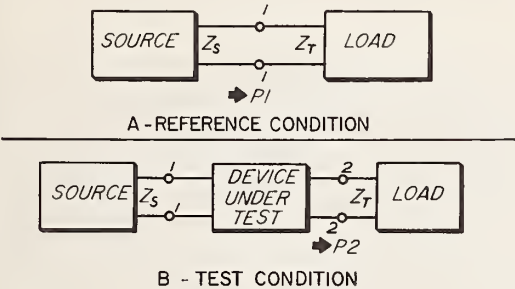 1
SOURCE Z_S Z_T LOAD
1
P1
A - REFERENCE CONDITION
SOURCE Z_S 1 1 DEVICE UNDER TEST 2 2 Z_T LOAD
P2
B - TEST CONDITION